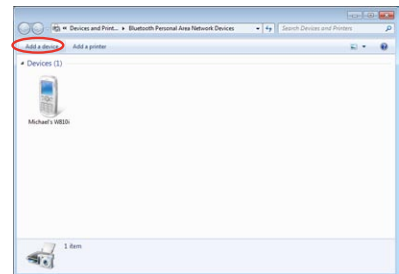 « Devices and Print... ▸ Bluetooth Personal Area Network Devices
Search Devices and Printers
Add a device
Add a printer
Devices (1)
Michael's W810i
1 item